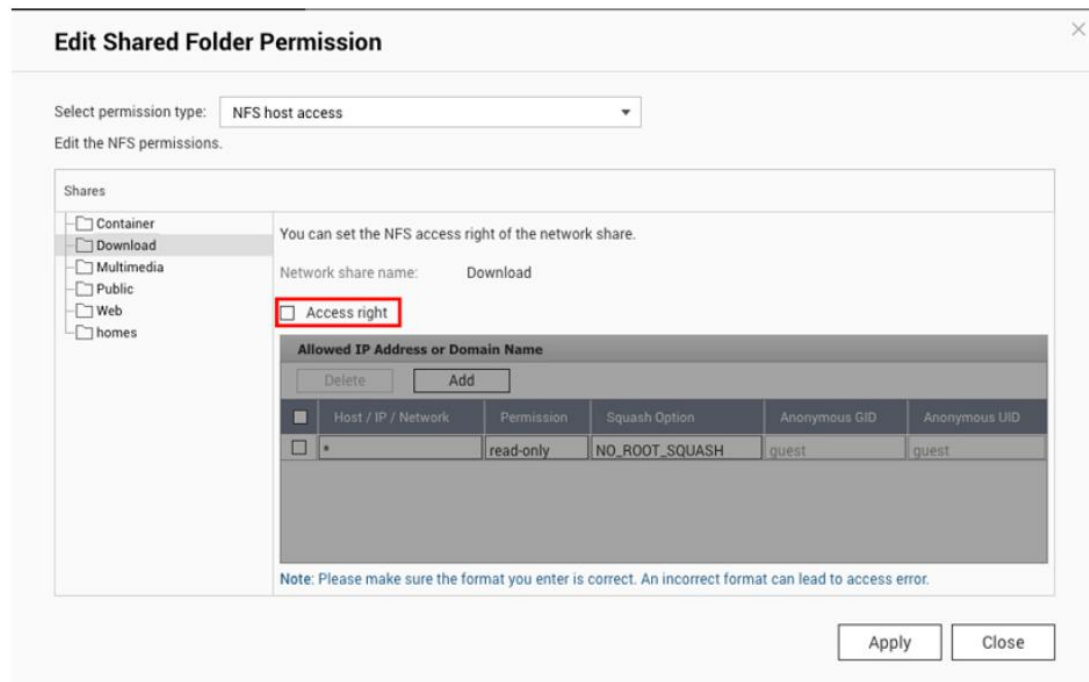 Edit Shared Folder Permission
Select permission type: NFS host access
Edit the NFS permissions.
Shares
Container
Download
Multimedia
Public
Web
homes
You can set the NFS access right of the network share.
Network share name: Download
Access right
Allowed IP Address or Domain Name
Delete Add
Host / IP / Network Permission Squash Option Anonymous GID Anonymous UID
* read-only NO_ROOT_SQUASH guest guest
Note: Please make sure the format you enter is correct. An incorrect format can lead to access error.
Apply Close